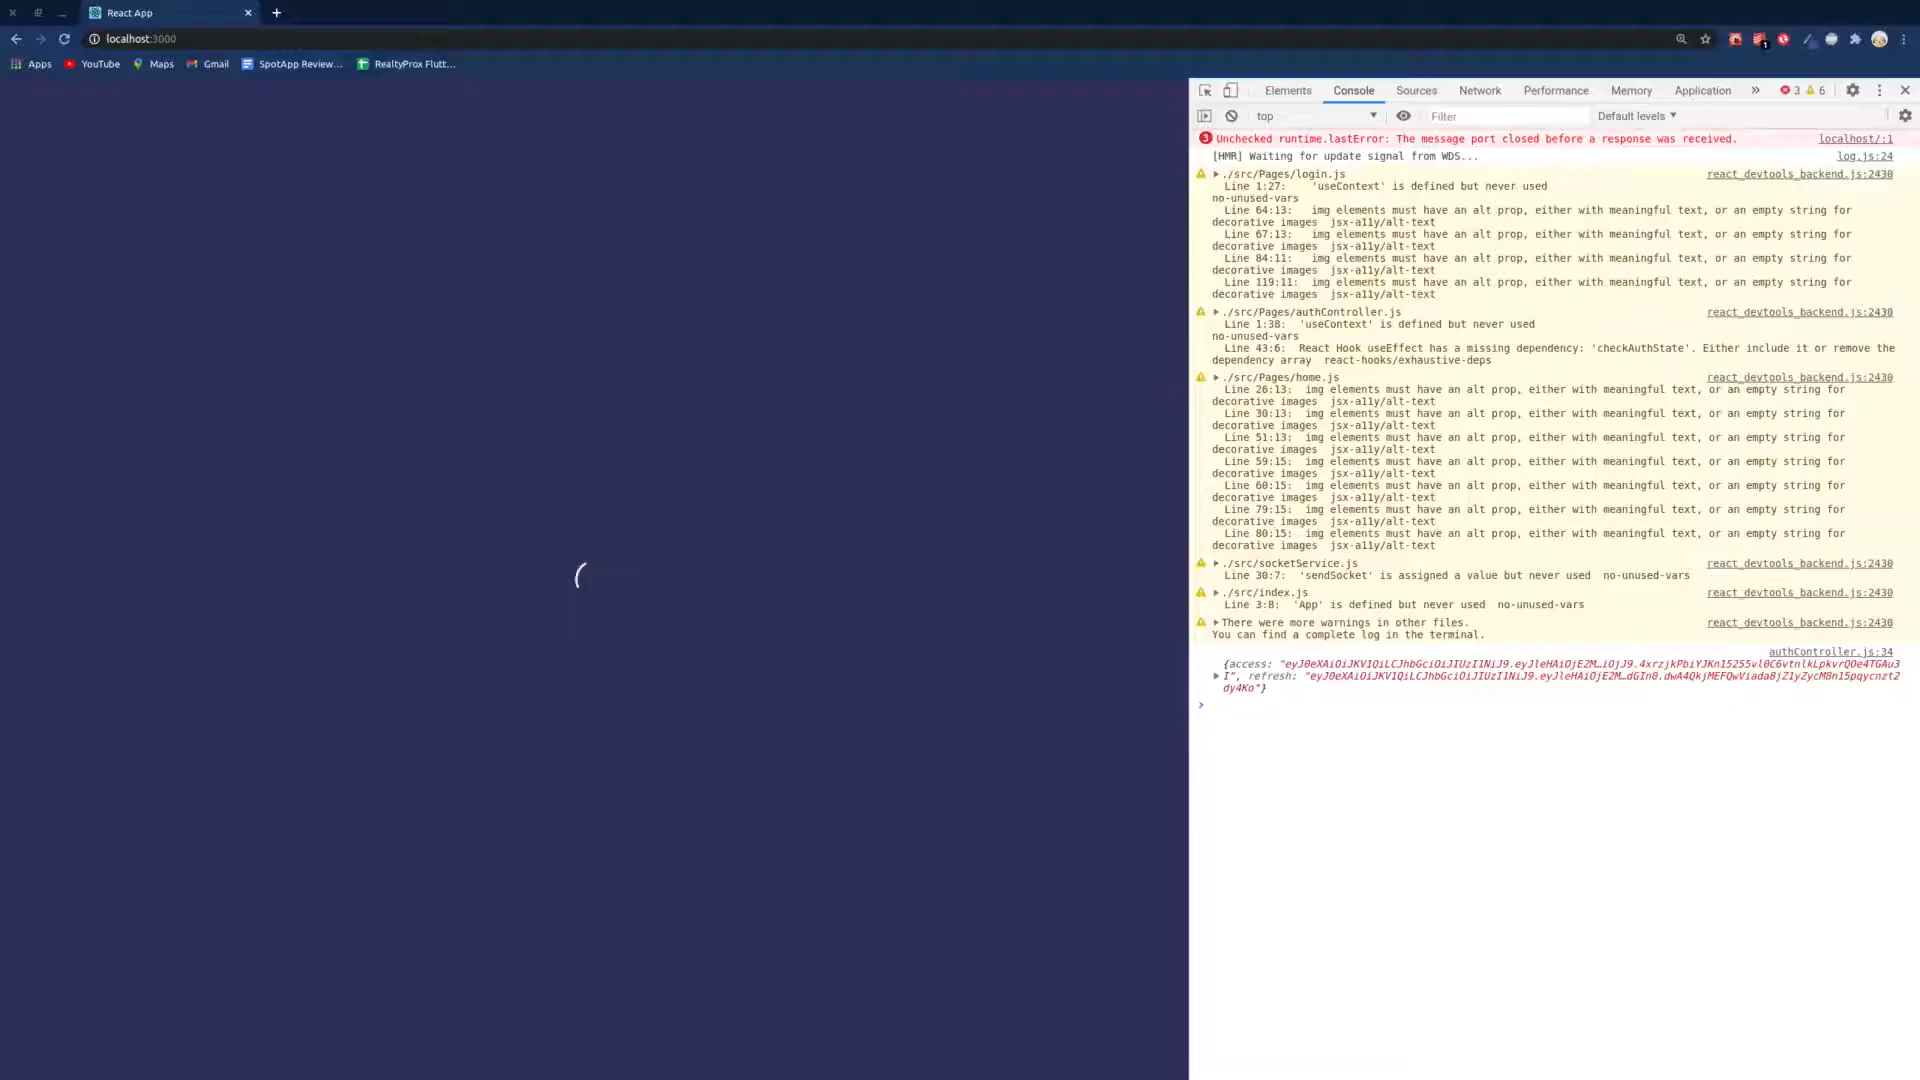 React App
localhost:3000
Apps YouTube Maps Gmail SpotApp Review... RealtyProx Flutt...
Elements Console Sources Network Performance Memory Application » 3 6
top Filter Default levels
3 Unchecked runtime.lastError: The message port closed before a response was received. localhost/:1
[HMR] Waiting for update signal from WDS... log.js:24
./src/Pages/login.js react_devtools_backend.js:2430
Line 1:27: 'useContext' is defined but never used
no-unused-vars
Line 64:13: img elements must have an alt prop, either with meaningful text, or an empty string for
decorative images jsx-a11y/alt-text
Line 67:13: img elements must have an alt prop, either with meaningful text, or an empty string for
decorative images jsx-a11y/alt-text
Line 84:11: img elements must have an alt prop, either with meaningful text, or an empty string for
decorative images jsx-a11y/alt-text
Line 119:11: img elements must have an alt prop, either with meaningful text, or an empty string for
decorative images jsx-a11y/alt-text
./src/Pages/authController.js react_devtools_backend.js:2430
Line 1:38: 'useContext' is defined but never used
no-unused-vars
Line 43:6: React Hook useEffect has a missing dependency: 'checkAuthState'. Either include it or remove the
dependency array react-hooks/exhaustive-deps
./src/Pages/home.js react_devtools_backend.js:2430
Line 26:13: img elements must have an alt prop, either with meaningful text, or an empty string for
decorative images jsx-a11y/alt-text
Line 30:13: img elements must have an alt prop, either with meaningful text, or an empty string for
decorative images jsx-a11y/alt-text
Line 51:13: img elements must have an alt prop, either with meaningful text, or an empty string for
decorative images jsx-a11y/alt-text
Line 59:15: img elements must have an alt prop, either with meaningful text, or an empty string for
decorative images jsx-a11y/alt-text
Line 60:15: img elements must have an alt prop, either with meaningful text, or an empty string for
decorative images jsx-a11y/alt-text
Line 79:15: img elements must have an alt prop, either with meaningful text, or an empty string for
decorative images jsx-a11y/alt-text
Line 80:15: img elements must have an alt prop, either with meaningful text, or an empty string for
decorative images jsx-a11y/alt-text
./src/socketService.js react_devtools_backend.js:2430
Line 30:7: 'sendSocket' is assigned a value but never used no-unused-vars
./src/index.js react_devtools_backend.js:2430
Line 3:8: 'App' is defined but never used no-unused-vars
There were more warnings in other files. react_devtools_backend.js:2430
You can find a complete log in the terminal.
authController.js:34
{access: "eyJ0eXAiOiJKV1QiLCJhbGciOiJIUzI1NiJ9.eyJleHAiOjE2M…iOjJ9.4xrzjkPbiYJKn15255vl0C6vtnlkLpkvrQOe4TGAu3
I", refresh: "eyJ0eXAiOiJKV1QiLCJhbGciOiJIUzI1NiJ9.eyJleHAiOjE2M…dGIn0.dwA4QkjMEFQwViada8jZ1yZycM8n15pqycnzt2
dy4Ko"}